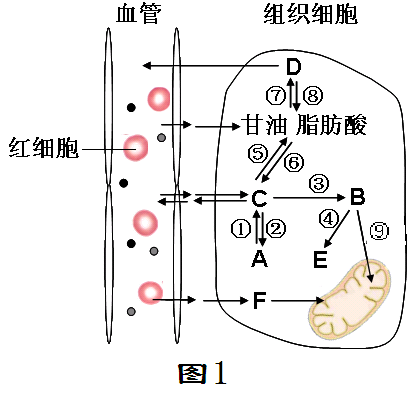 血管 组织细胞
D
⑦ ⑧
甘油 脂肪酸
红细胞
⑤ ⑥
C ③ B
① ② ④ ⑨
A E
F
图1